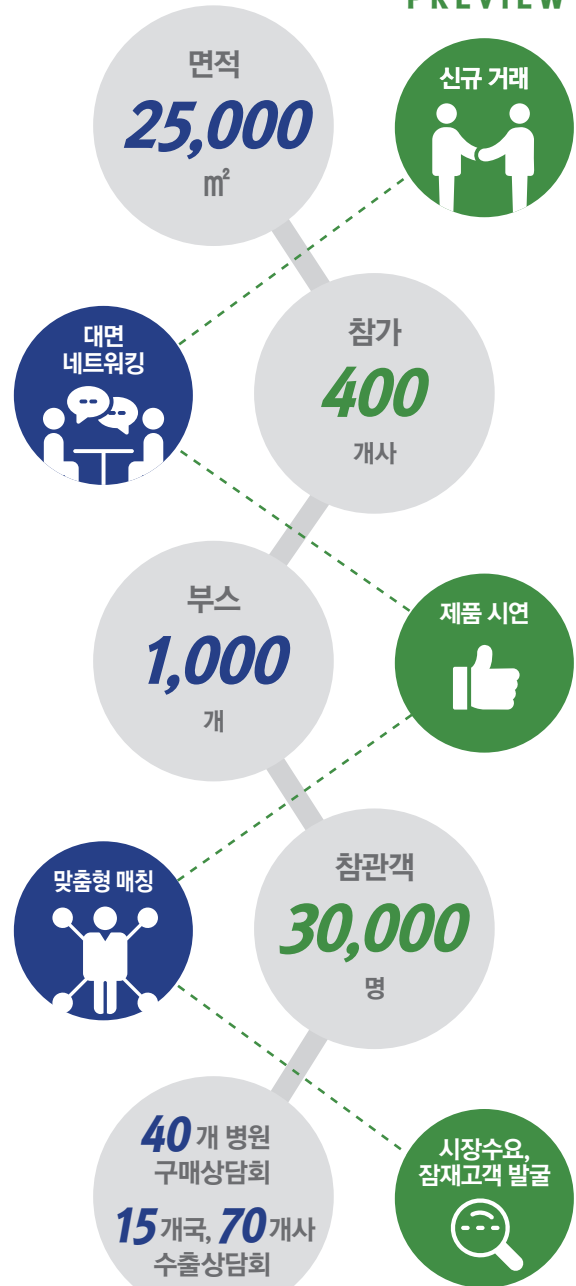 PREVIEW
면적
25,000
㎡
신규 거래
대면
네트워킹
참가
400
개사
부스
1,000
개
제품 시연
맞춤형 매칭
참관객
30,000
명
40개 병원
구매상담회
15개국, 70개사
수출상담회
시장수요,
잠재고객 발굴